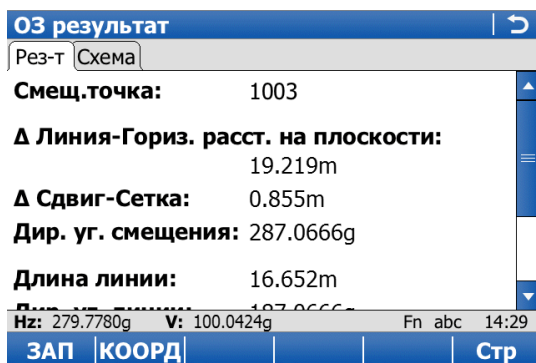 ОЗ результат
Рез-т Схема
Смещ.точка: 1003
Δ Линия-Гориз. расст. на плоскости:
19.219m
Δ Сдвиг-Сетка: 0.855m
Дир. уг. смещения: 287.0666g
Длина линии: 16.652m
Hz: 279.7780g V: 100.0424g Fn abc 14:29
ЗАП КООРД Стр